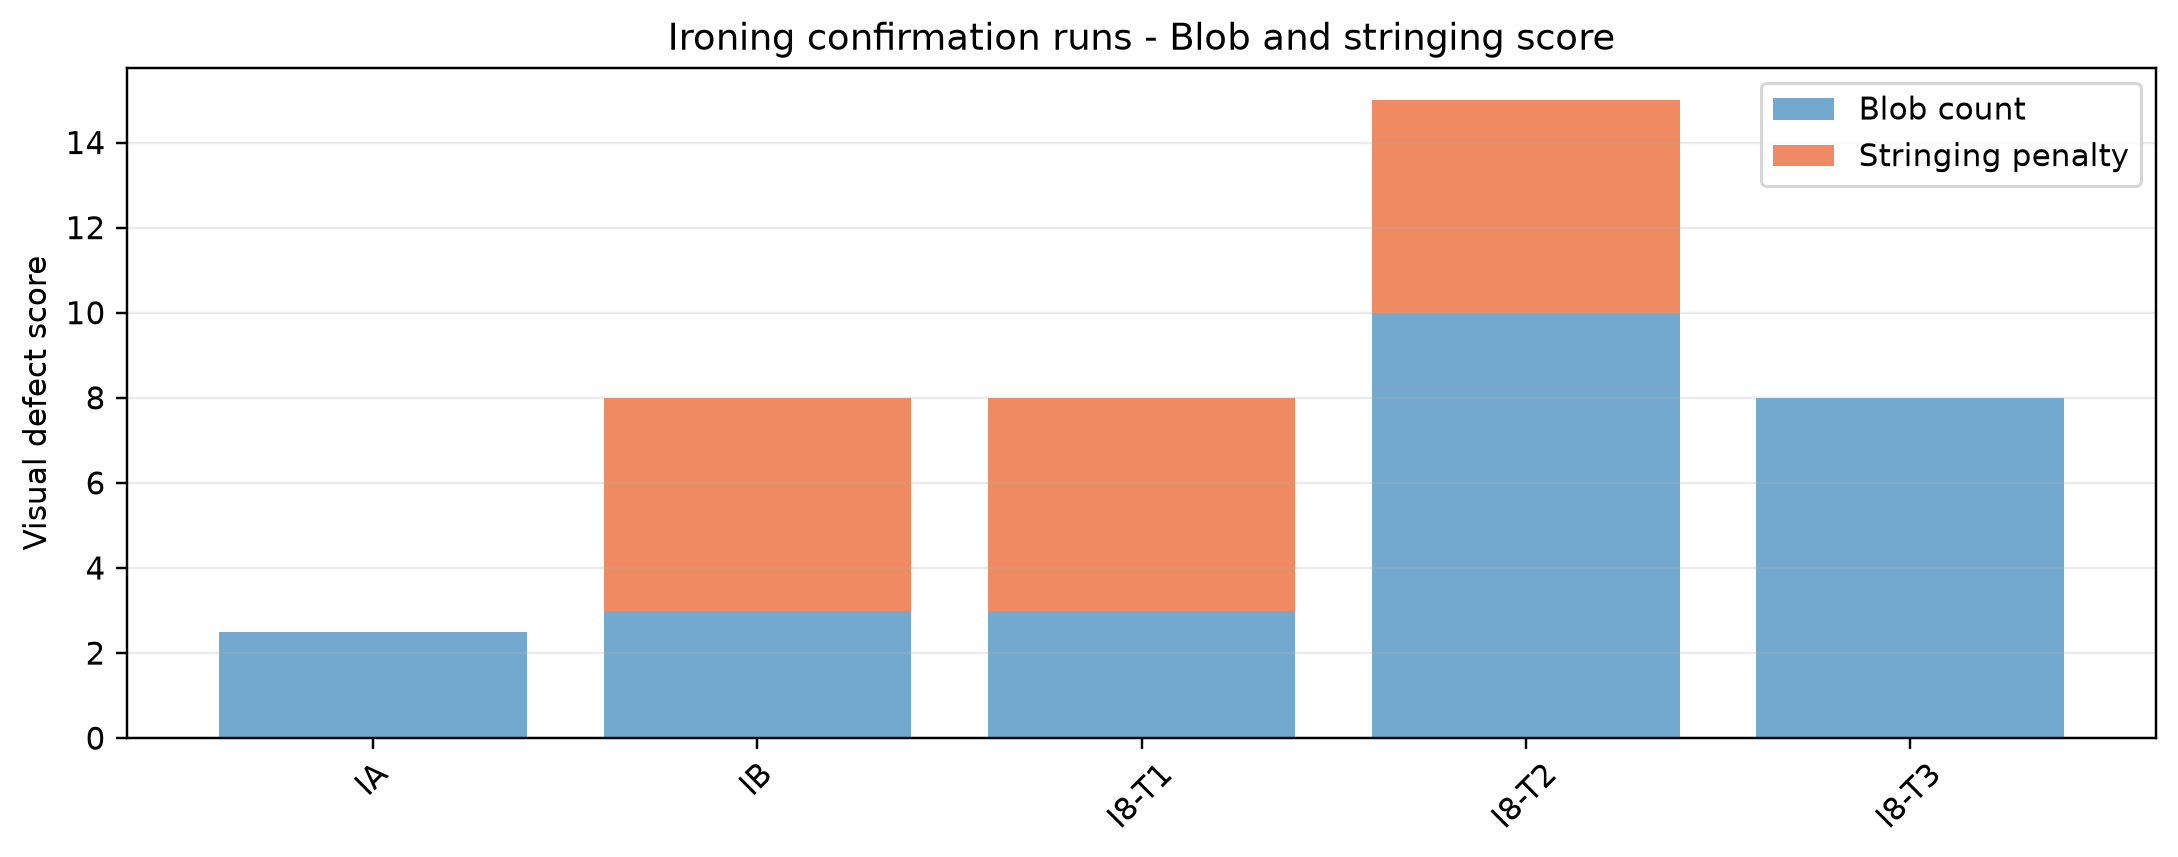 Ironing confirmation runs - Blob and stringing score
Blob count
Stringing penalty
Visual defect score
14
12
10
8
6
4
2
0
IA
IB
I8-T1
I8-T2
I8-T3